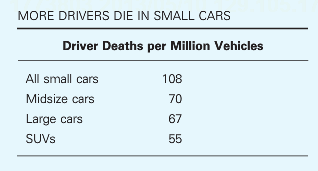 MORE DRIVERS DIE IN SMALL CARS
Driver Deaths per Million Vehicles
All small cars 108
Midsize cars 70
Large cars 67
SUVs 55